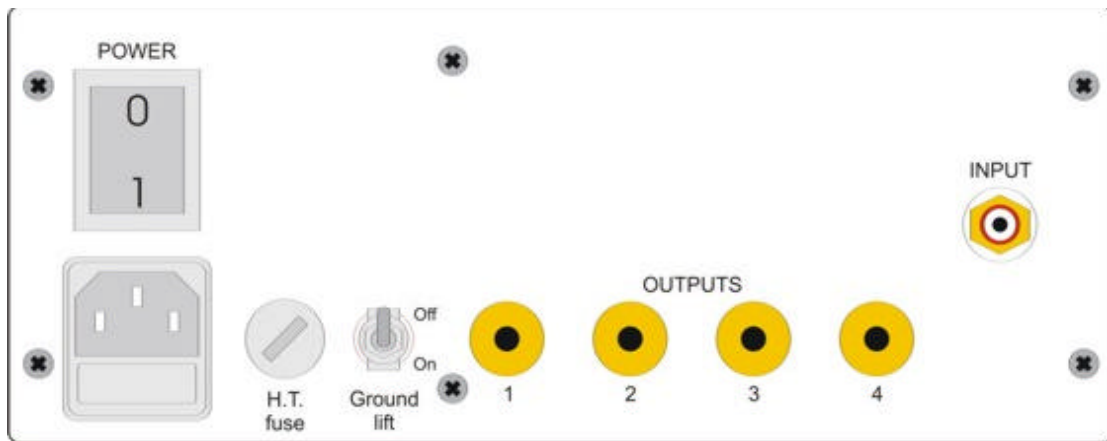 POWER
0
1
INPUT
OUTPUTS
Off
On
H.T.
fuse
Ground
lift
1
2
3
4